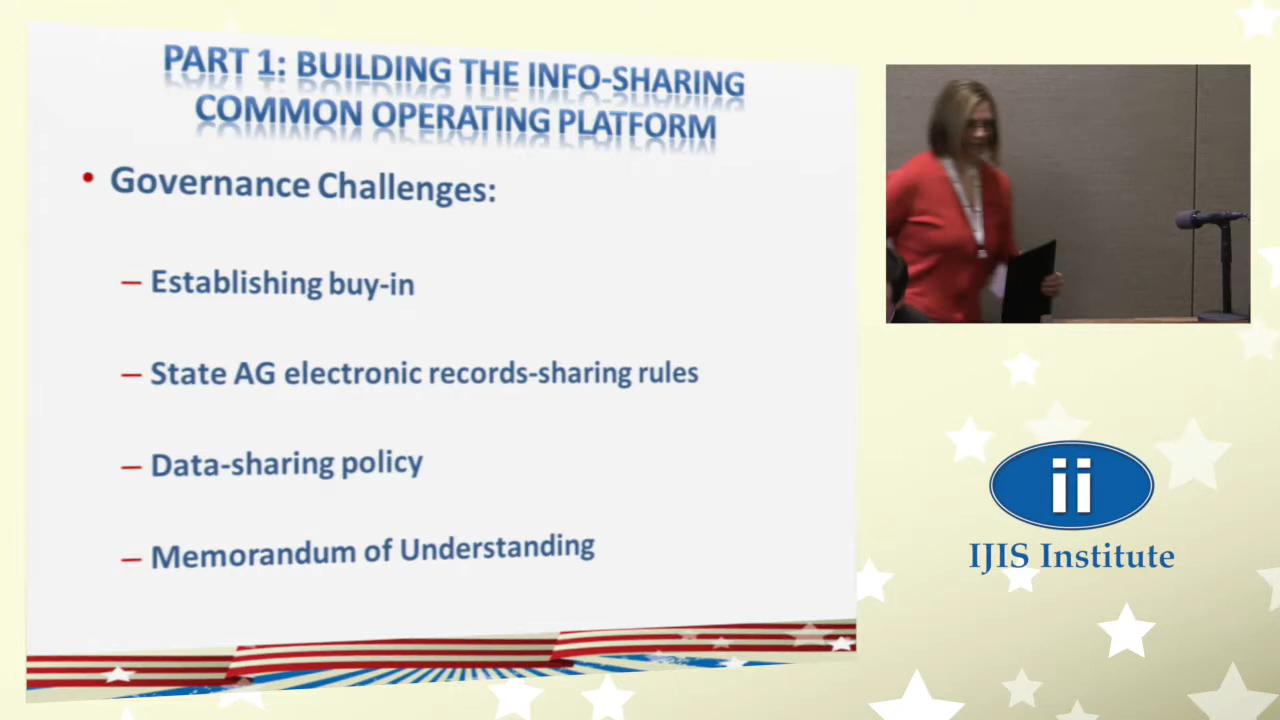 PART 1: BUILDING THE INFO-SHARING
COMMON OPERATING PLATFORM
• Governance Challenges:
– Establishing buy-in
– State AG electronic records-sharing rules
– Data-sharing policy
– Memorandum of Understanding
ii
IJIS Institute